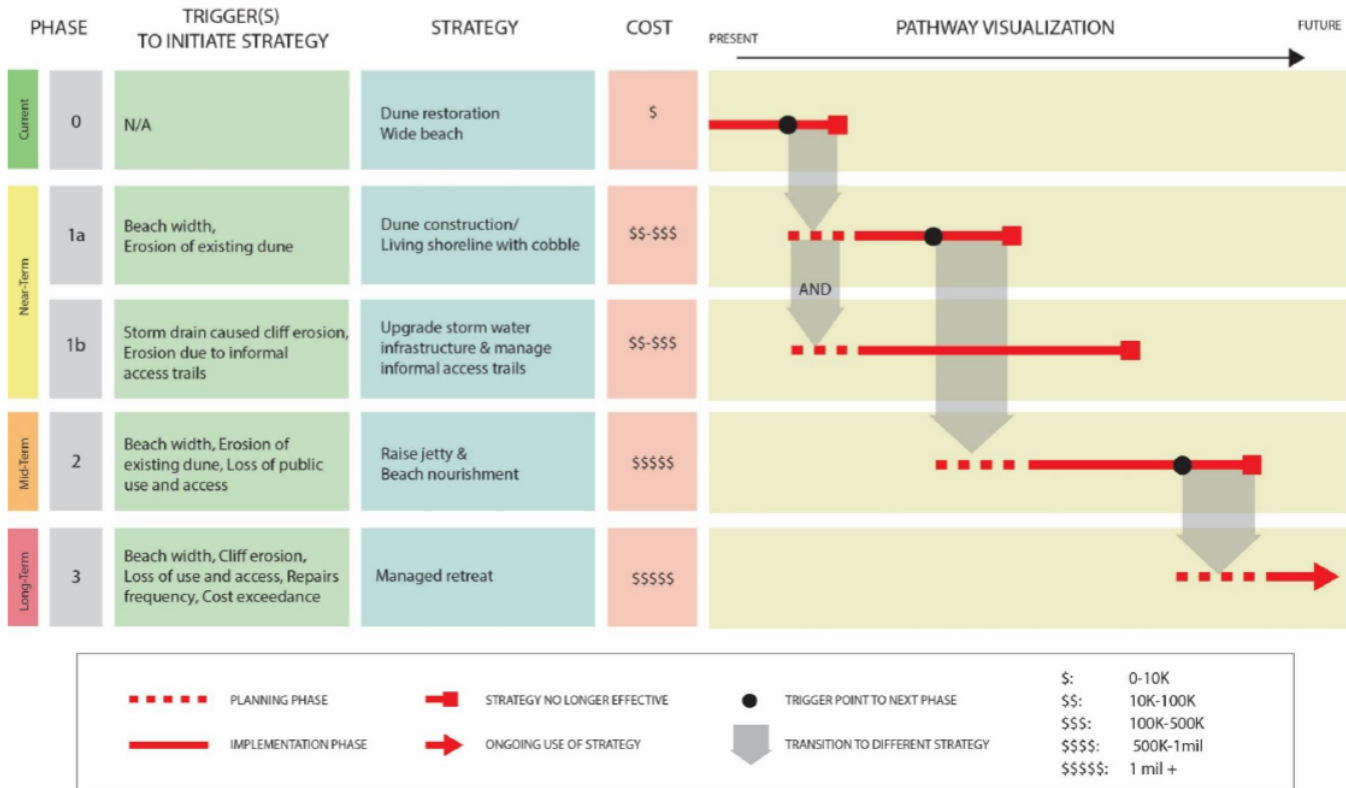 PHASE
TRIGGER(S)
TO INITIATE STRATEGY
STRATEGY
COST
PATHWAY VISUALIZATION
PRESENT
FUTURE
Current
0
N/A
Dune restoration
Wide beach
$
Near-Term
1a
Beach width,
Erosion of existing dune
Dune construction/
Living shoreline with cobble
$$-$$$
AND
1b
Storm drain caused cliff erosion,
Erosion due to informal
access trails
Upgrade storm water
infrastructure & manage
informal access trails
$$-$$$
Mid-Term
2
Beach width, Erosion of
existing dune, Loss of public
use and access
Raise jetty &
Beach nourishment
$$$$$
Long-Term
3
Beach width, Cliff erosion,
Loss of use and access, Repairs
frequency, Cost exceedance
Managed retreat
$$$$$
PLANNING PHASE
STRATEGY NO LONGER EFFECTIVE
TRIGGER POINT TO NEXT PHASE
IMPLEMENTATION PHASE
ONGOING USE OF STRATEGY
TRANSITION TO DIFFERENT STRATEGY
$: 0-10K
$$: 10K-100K
$$$: 100K-500K
$$$$: 500K-1mil
$$$$$: 1 mil +